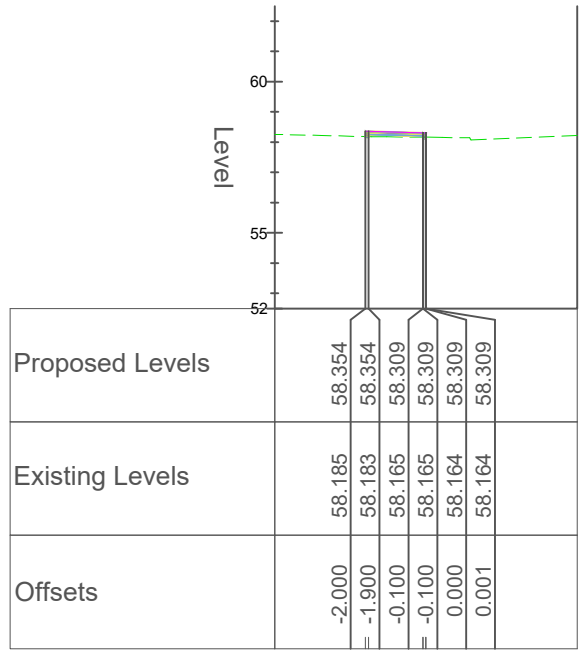 60
Level
55
52
Proposed Levels 58.354 58.354 58.309 58.309 58.309 58.309
Existing Levels 58.185 58.183 58.165 58.165 58.164 58.164
Offsets -2.000 = -1.900 -0.100 = -0.100 0.000 0.001